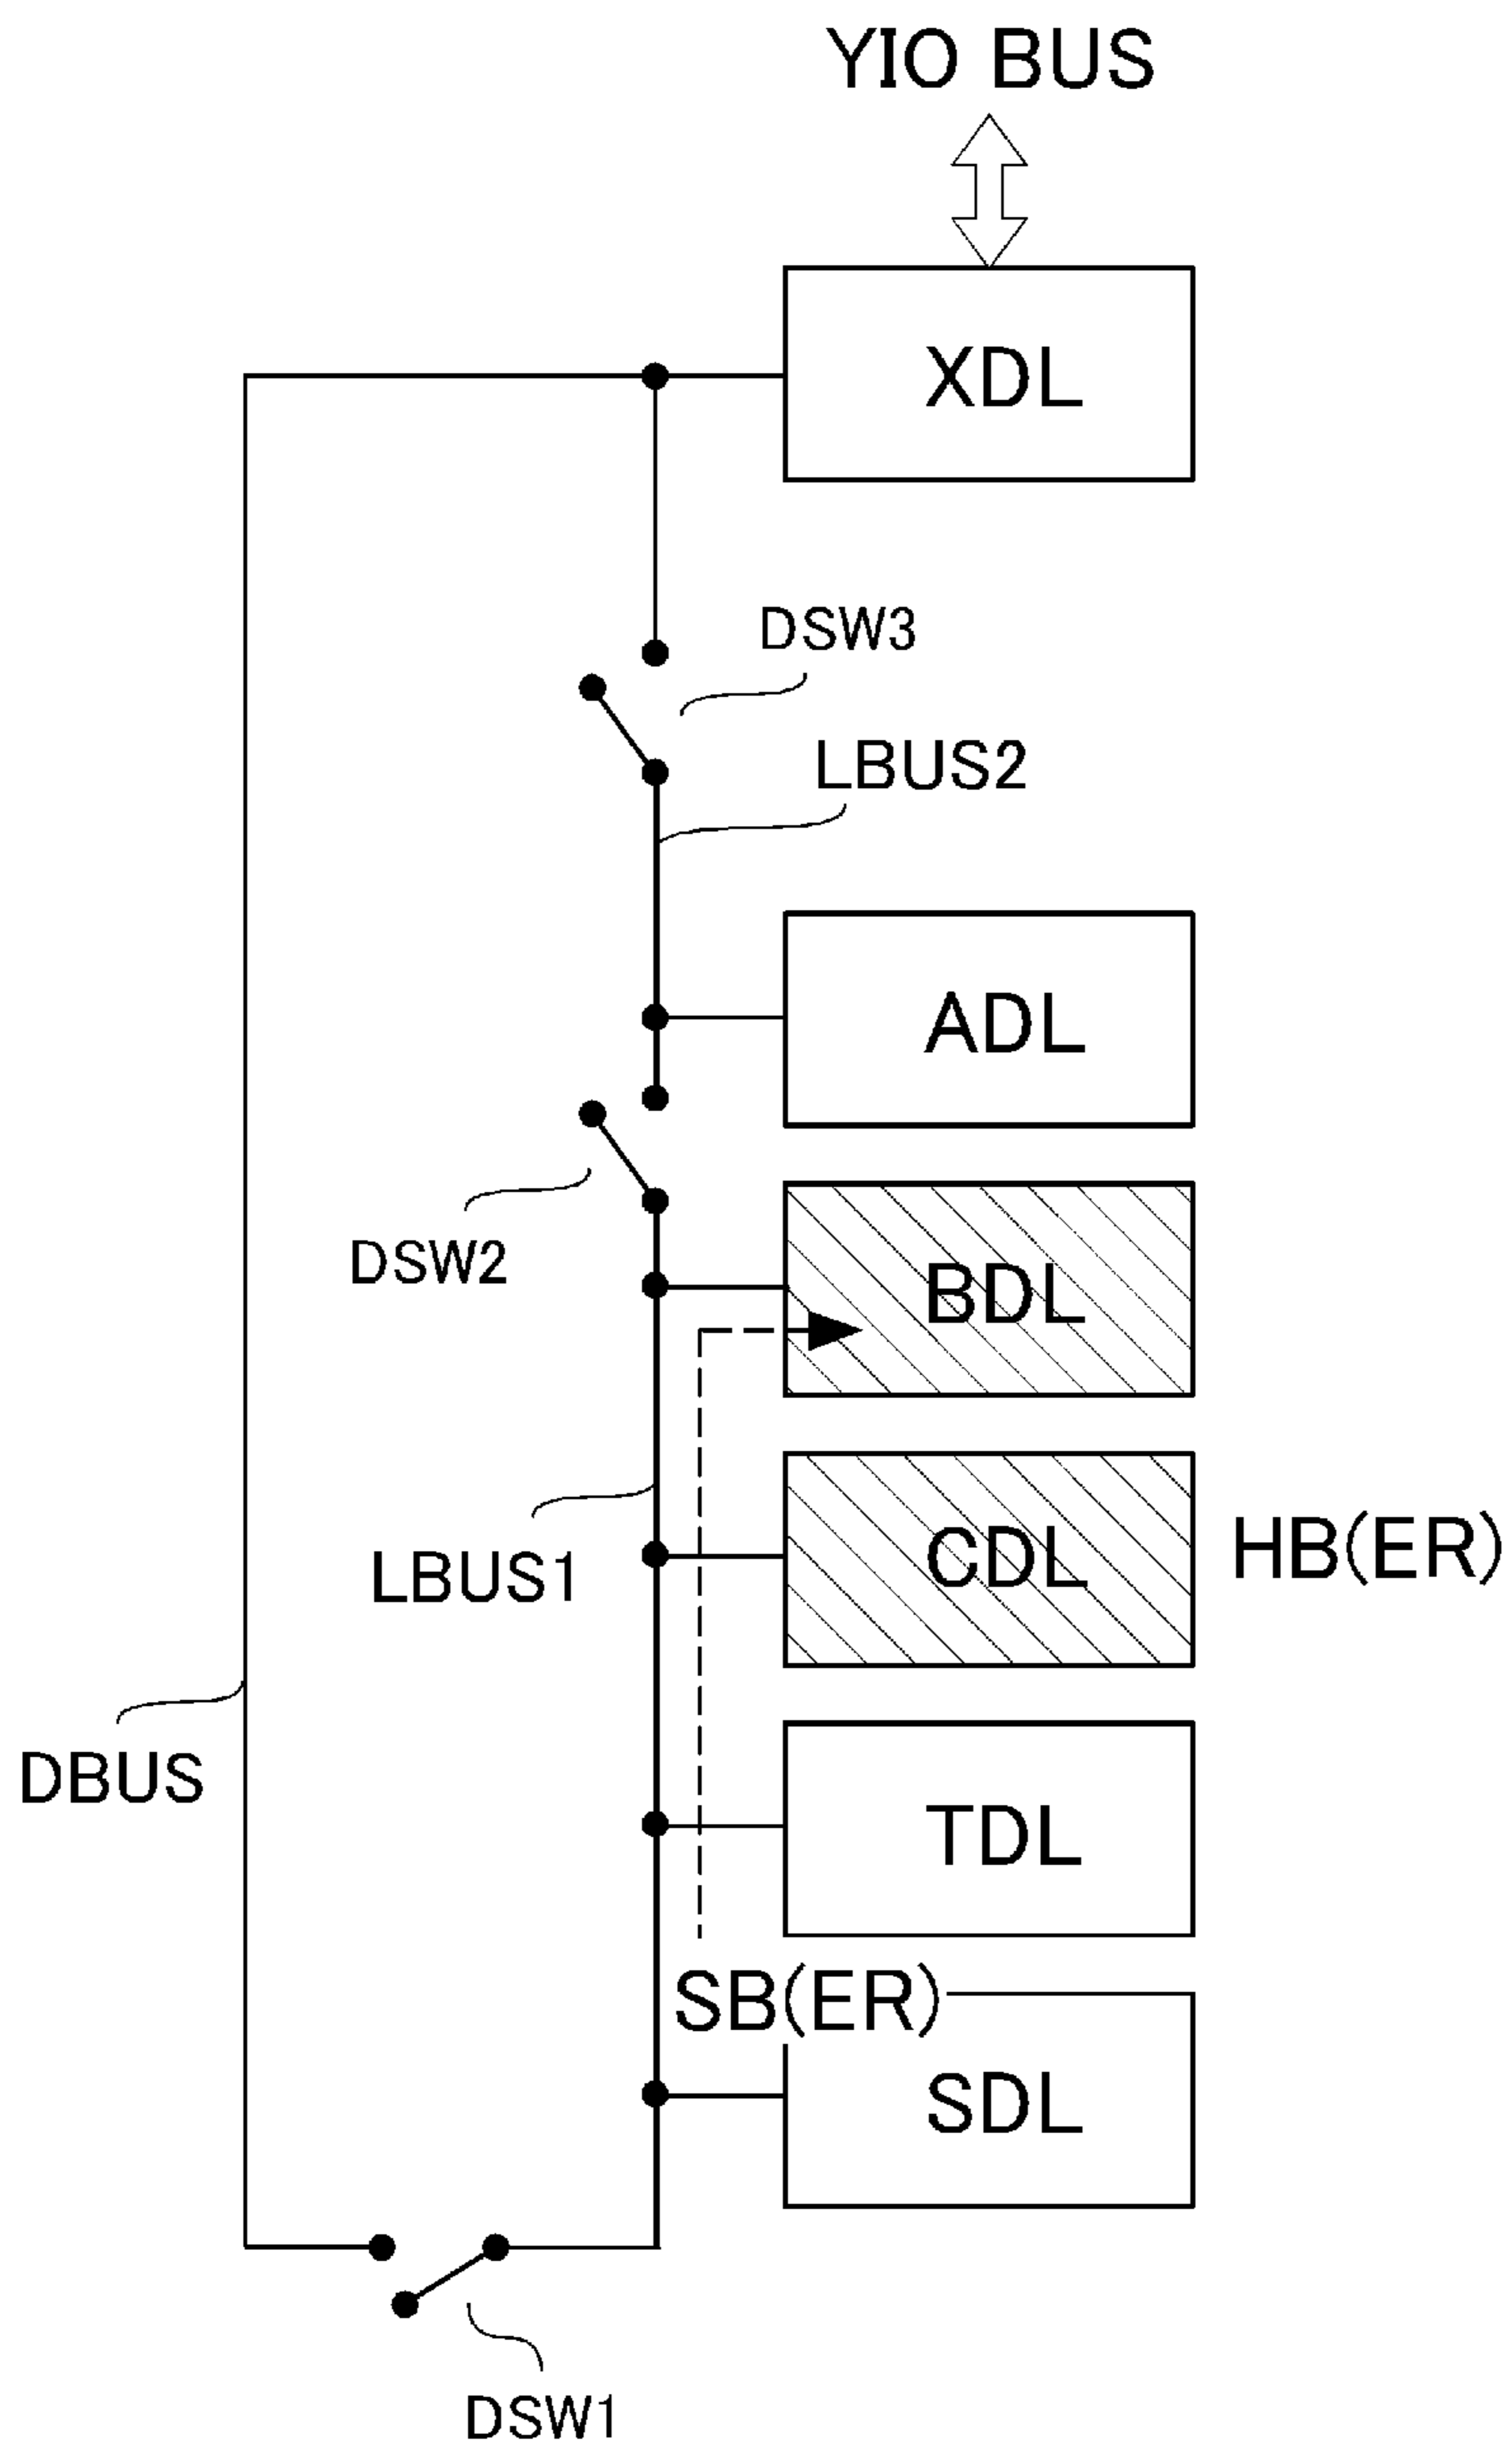 YIO BUS
XDL
DSW3
LBUS2
ADL
DSW2
BDL
LBUS1
CDL
HB(ER)
DBUS
TDL
SB(ER)
SDL
DSW1